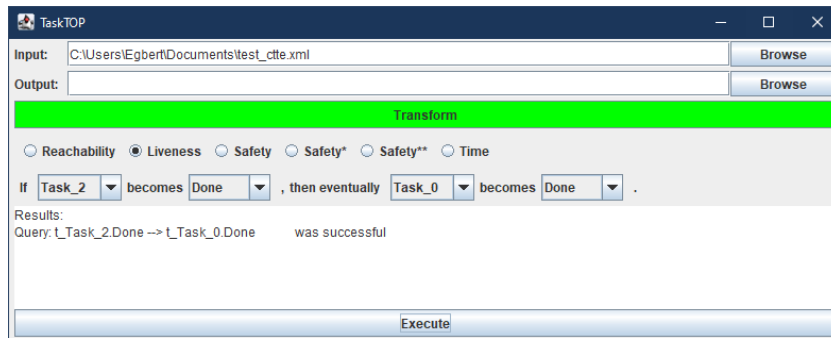 TaskTOP
Input: C:\Users\Egbert\Documents\test_ctte.xml Browse
Output: Browse
Transform
Reachability Liveness Safety Safety* Safety** Time
If Task_2 becomes Done , then eventually Task_0 becomes Done .
Results:
Query: t_Task_2.Done --> t_Task_0.Done was successful
Execute